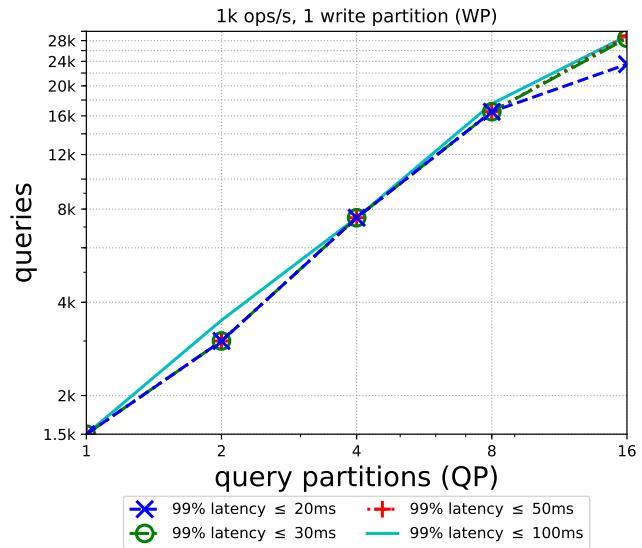 1k ops/s, 1 write partition (WP)
28k
24k
20k
16k
12k
8k
4k
2k
1.5k
queries
1 2 4 8 16
query partitions (QP)
99% latency ≤ 20ms 99% latency ≤ 50ms
99% latency ≤ 30ms 99% latency ≤ 100ms